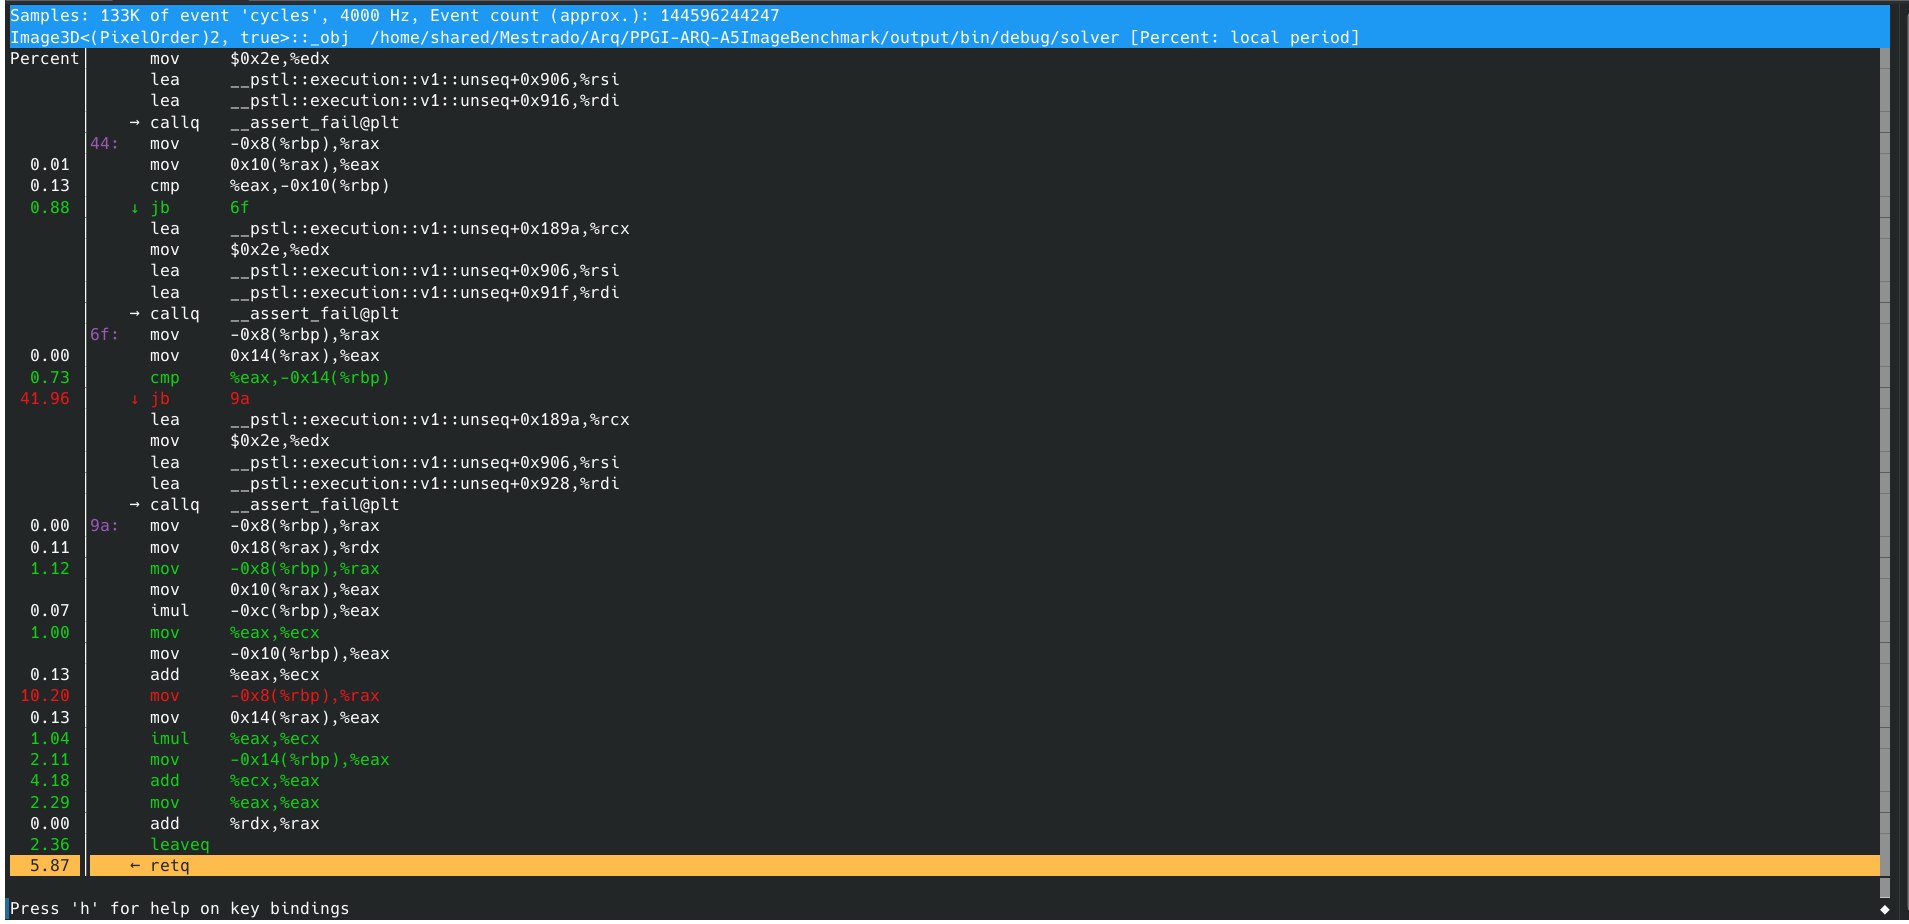 Samples: 133K of event 'cycles', 4000 Hz, Event count (approx.): 144596244247
Image3D<(PixelOrder)2, true>::_obj  /home/shared/Mestrado/Arq/PPGI-ARQ-A5ImageBenchmark/output/bin/debug/solver [Percent: local period]
Percent│      mov     $0x2e,%edx
       │      lea     __pstl::execution::v1::unseq+0x906,%rsi
       │      lea     __pstl::execution::v1::unseq+0x916,%rdi
       │    → callq   __assert_fail@plt
       │44:   mov     -0x8(%rbp),%rax
  0.01 │      mov     0x10(%rax),%eax
  0.13 │      cmp     %eax,-0x10(%rbp)
  0.88 │    ↓ jb      6f
       │      lea     __pstl::execution::v1::unseq+0x189a,%rcx
       │      mov     $0x2e,%edx
       │      lea     __pstl::execution::v1::unseq+0x906,%rsi
       │      lea     __pstl::execution::v1::unseq+0x91f,%rdi
       │    → callq   __assert_fail@plt
       │6f:   mov     -0x8(%rbp),%rax
  0.00 │      mov     0x14(%rax),%eax
  0.73 │      cmp     %eax,-0x14(%rbp)
 41.96 │    ↓ jb      9a
       │      lea     __pstl::execution::v1::unseq+0x189a,%rcx
       │      mov     $0x2e,%edx
       │      lea     __pstl::execution::v1::unseq+0x906,%rsi
       │      lea     __pstl::execution::v1::unseq+0x928,%rdi
       │    → callq   __assert_fail@plt
  0.00 │9a:   mov     -0x8(%rbp),%rax
  0.11 │      mov     0x18(%rax),%rdx
  1.12 │      mov     -0x8(%rbp),%rax
       │      mov     0x10(%rax),%eax
  0.07 │      imul    -0xc(%rbp),%eax
  1.00 │      mov     %eax,%ecx
       │      mov     -0x10(%rbp),%eax
  0.13 │      add     %eax,%ecx
 10.20 │      mov     -0x8(%rbp),%rax
  0.13 │      mov     0x14(%rax),%eax
  1.04 │      imul    %eax,%ecx
  2.11 │      mov     -0x14(%rbp),%eax
  4.18 │      add     %ecx,%eax
  2.29 │      mov     %eax,%eax
  0.00 │      add     %rdx,%rax
  2.36 │      leaveq
  5.87 │    ← retq
Press 'h' for help on key bindings